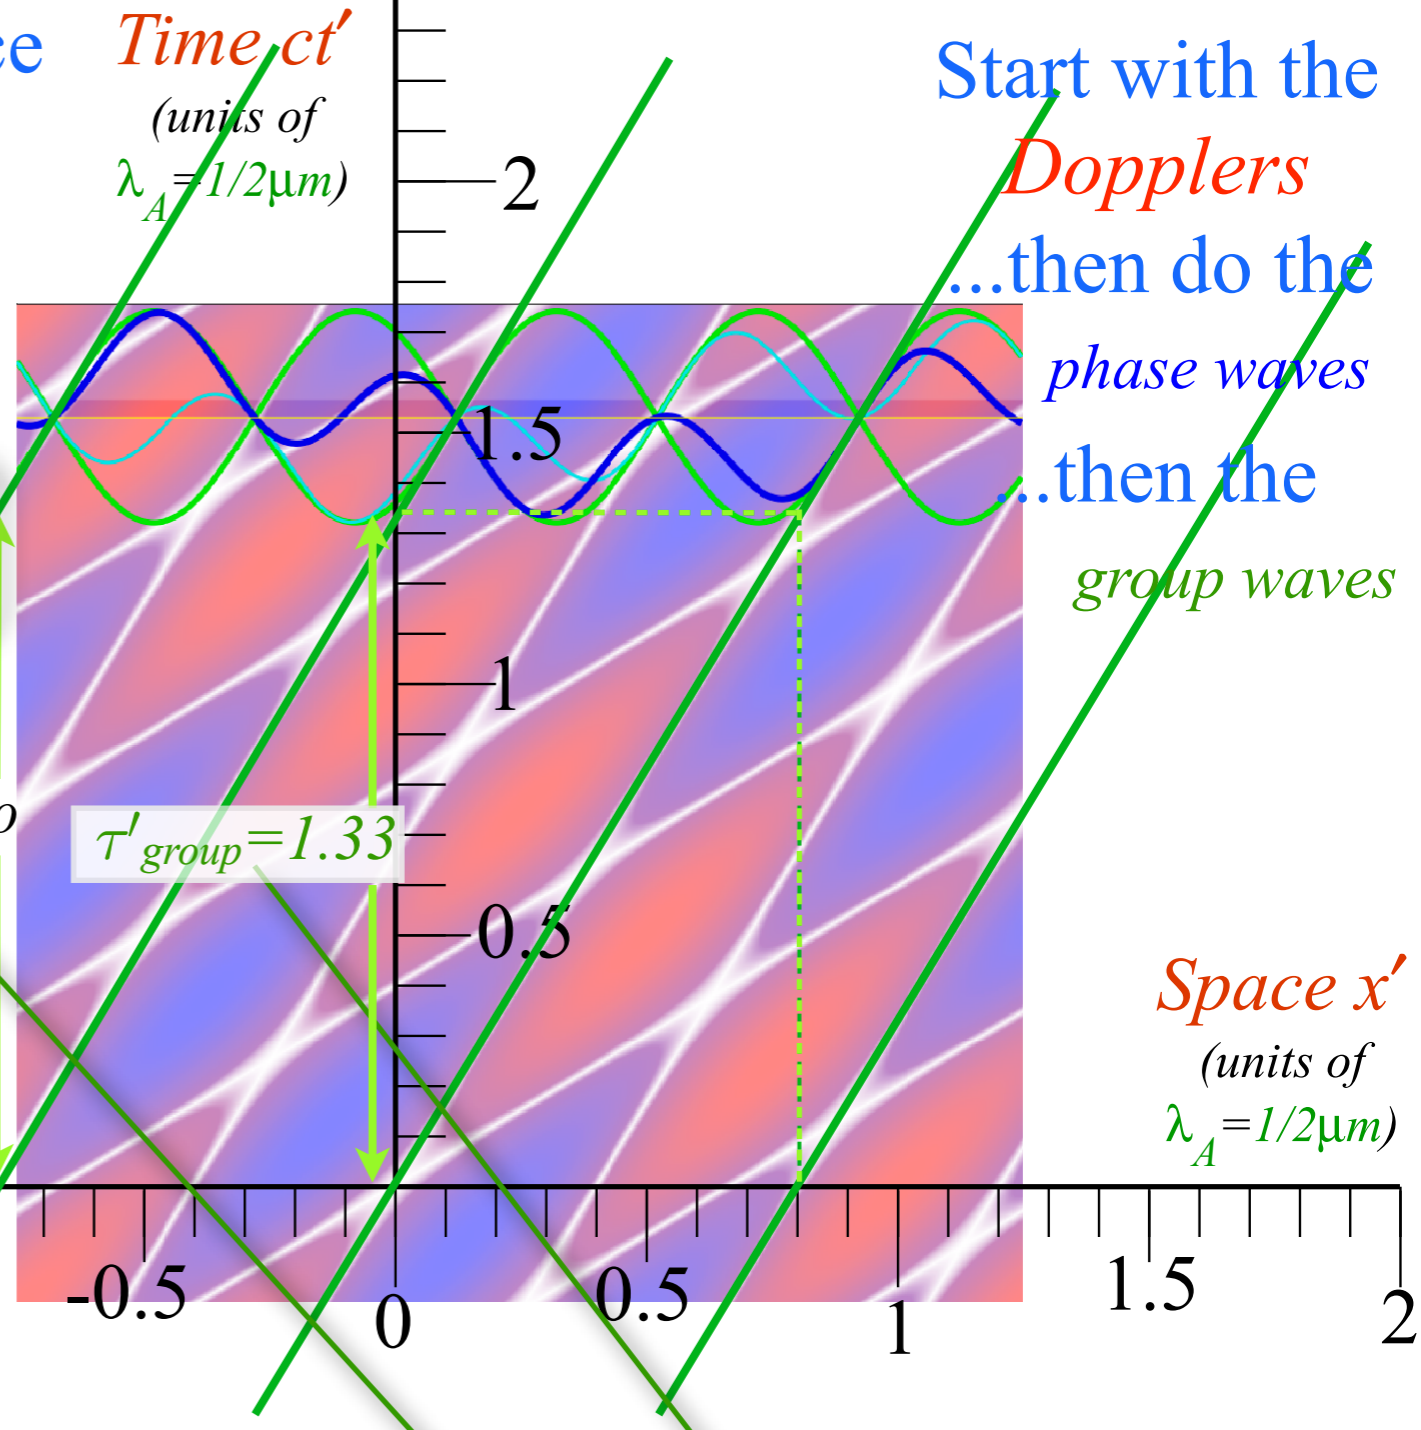 ce
Time ct′
(units of
λA=1/2μm)
Start with the
Dopplers
...then do the
phase waves
...then the
group waves
2
1.5
1
0.5
o
τ′group=1.33
Space x′
(units of
λA=1/2μm)
-0.5
0
0.5
1
1.5
2